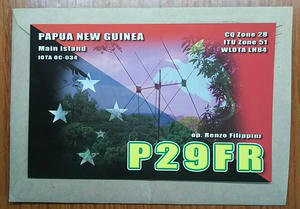 PAPUA NEW GUINEA
Main Island
IOTA OC-034
CQ Zone 28
ITU Zone 51
WLOTA LH04
op. Renzo Filippini
P29FR